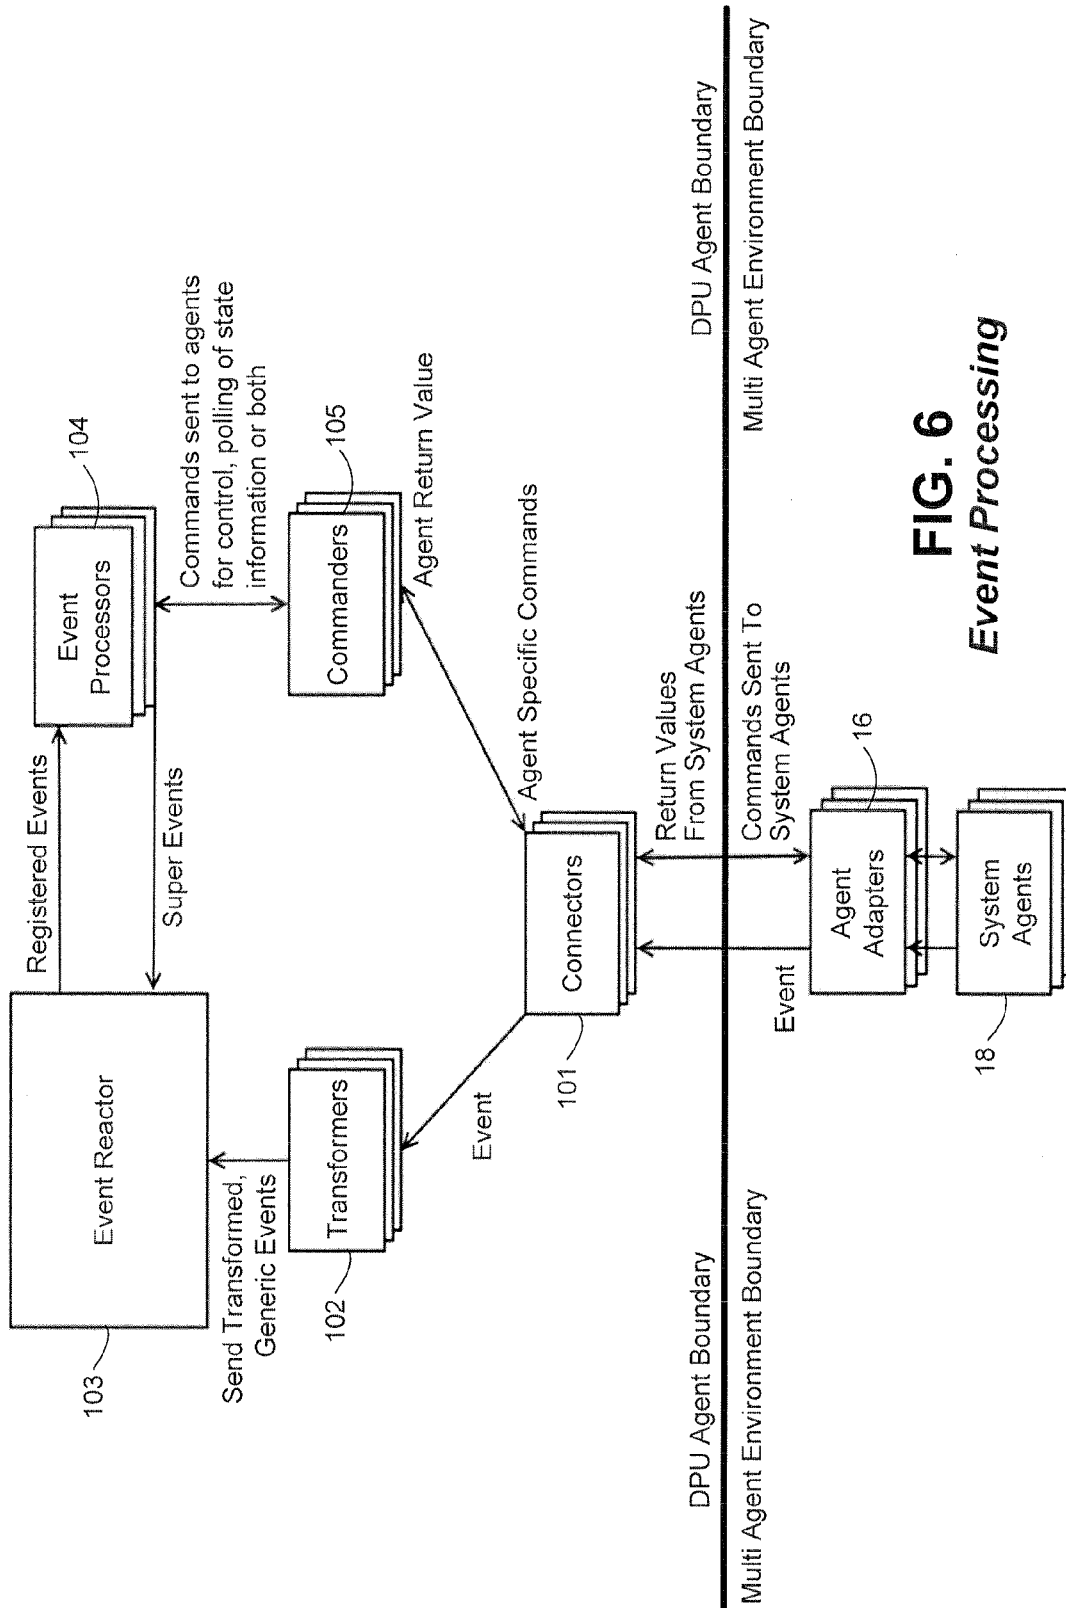 103
Event Reactor
Registered Events
Super Events
Event
Processors
104
Send Transformed,
Generic Events
Commands sent to agents
for control, polling of state
information or both
102
Transformers
Commanders
105
Event
Agent Return Value
Agent Specific Commands
101
Connectors
Return Values
From System Agents
DPU Agent Boundary
DPU Agent Boundary
Multi Agent Environment Boundary
Multi Agent Environment Boundary
Event
Commands Sent To
System Agents
Agent
Adapters
16
System
Agents
18
FIG. 6
Event Processing